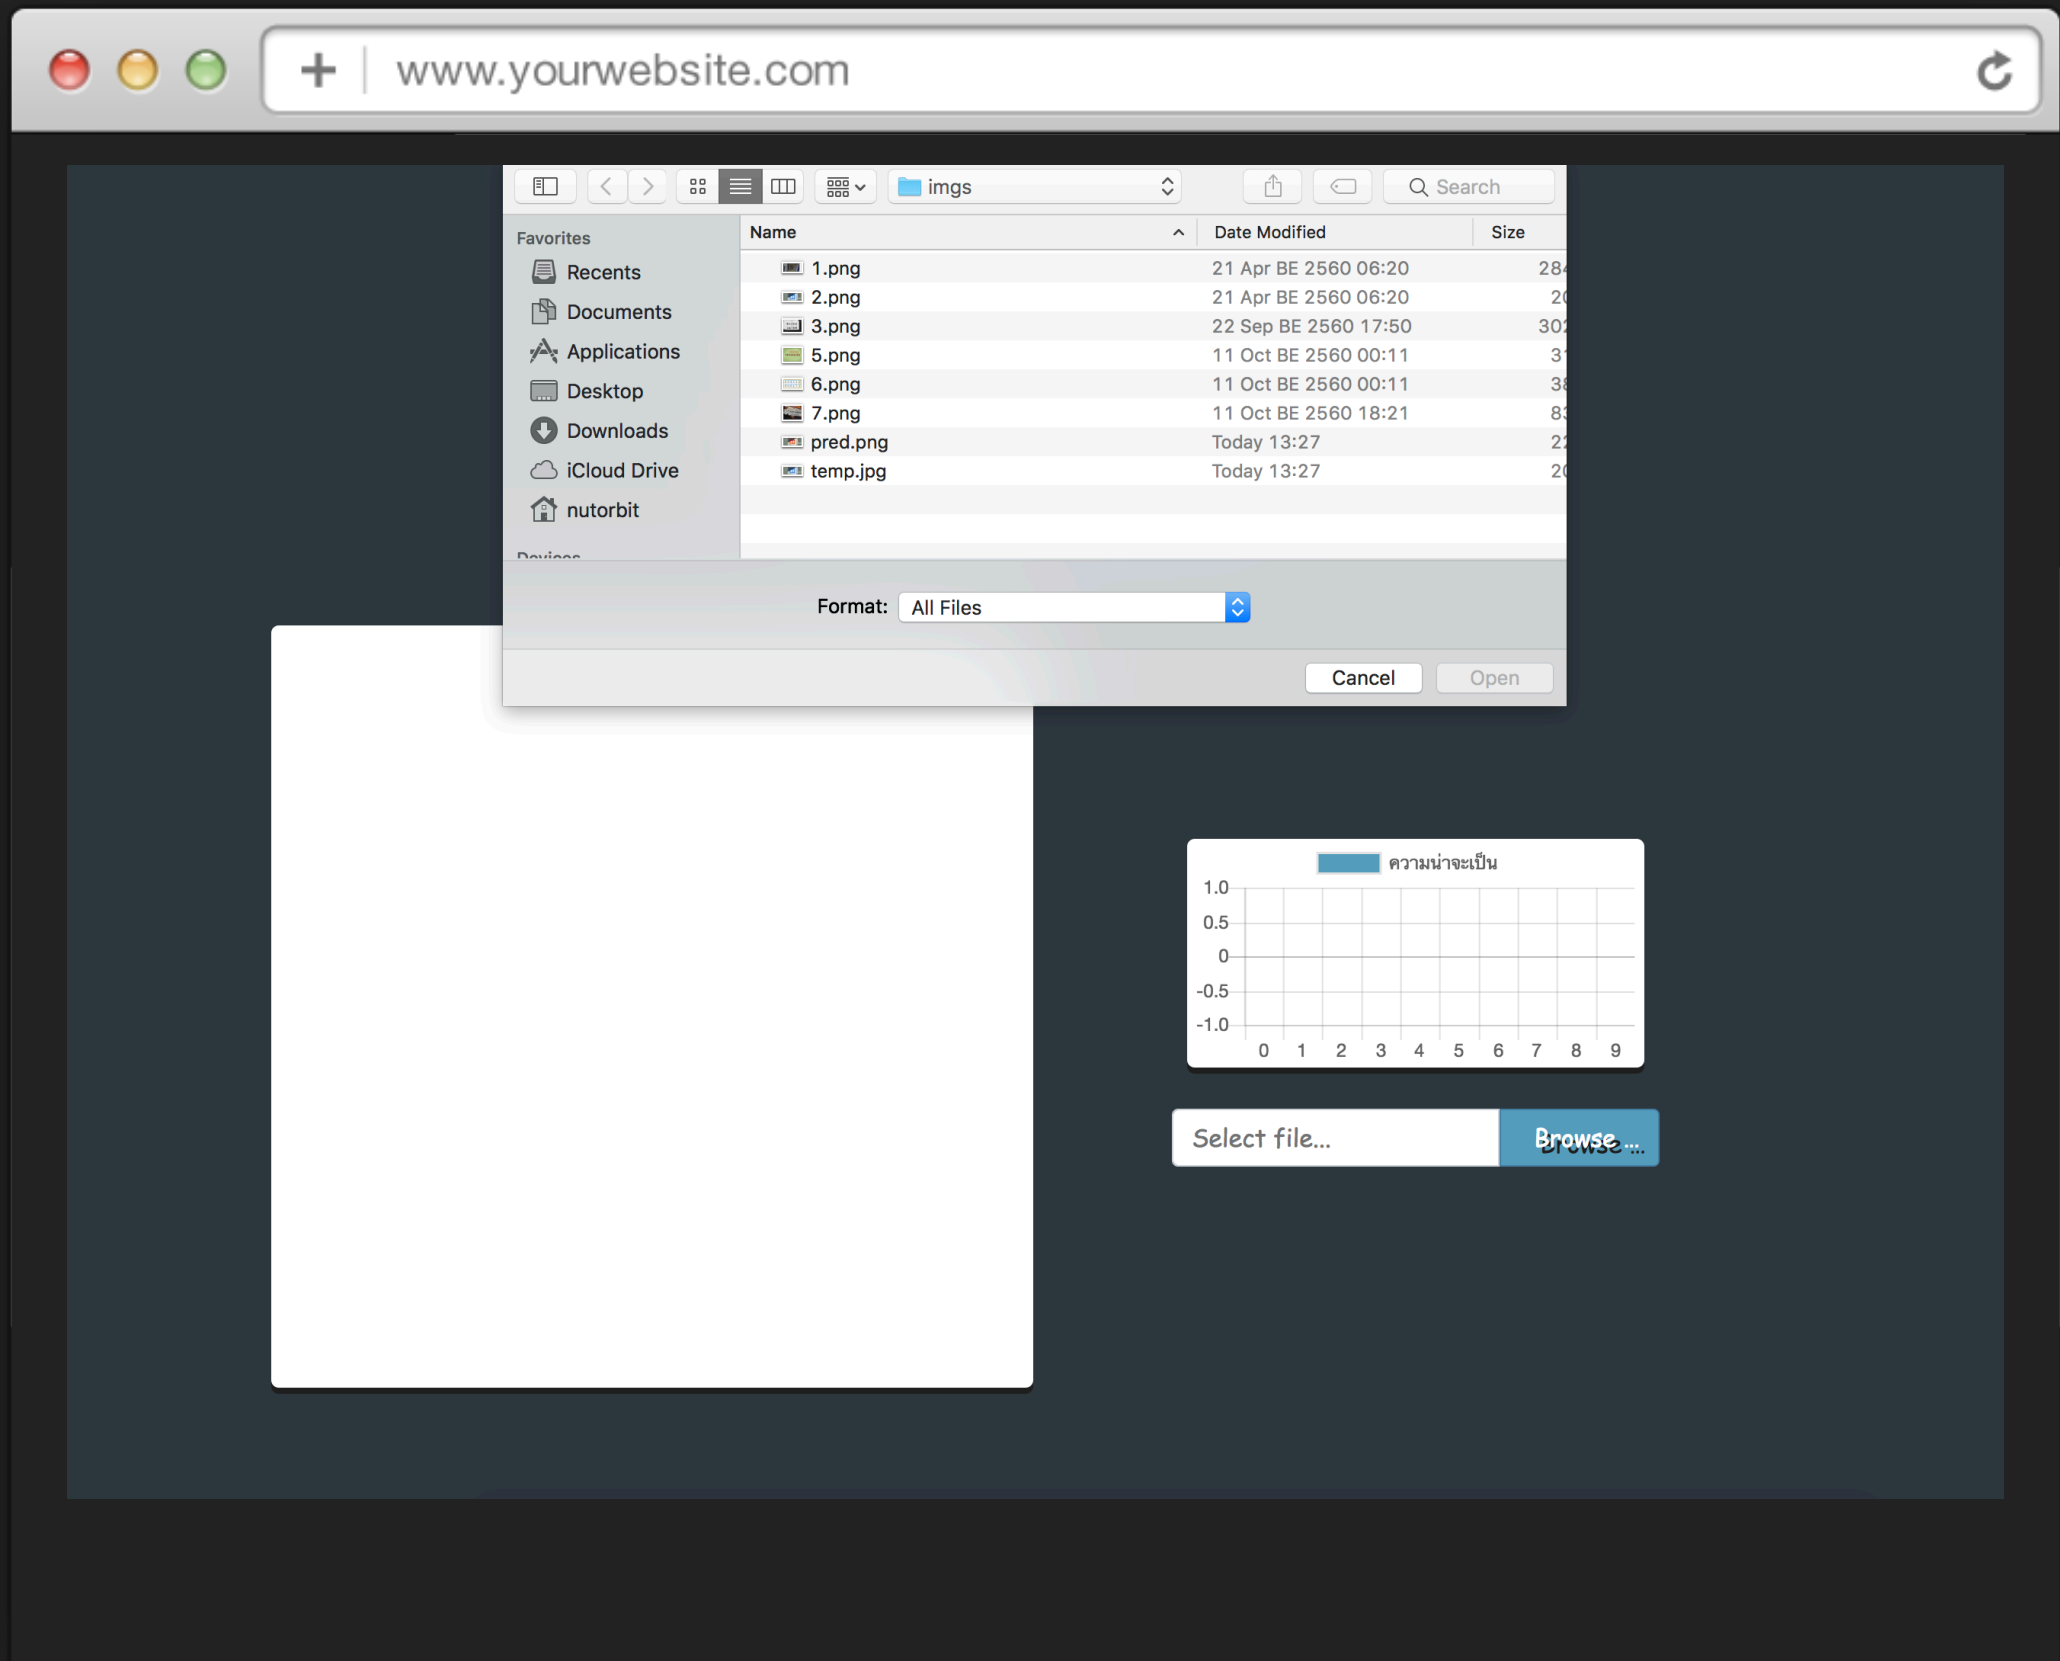 www.yourwebsite.com
imgs
Search
Favorites
Recents
Documents
Applications
Desktop
Downloads
iCloud Drive
nutorbit
Name Date Modified Size
1.png 21 Apr BE 2560 06:20
2.png 21 Apr BE 2560 06:20
3.png 22 Sep BE 2560 17:50
5.png 11 Oct BE 2560 00:11
6.png 11 Oct BE 2560 00:11
7.png 11 Oct BE 2560 18:21
pred.png Today 13:27
temp.jpg Today 13:27
Format: All Files
Cancel Open
ความน่าจะเป็น
1.0
0.5
0
-0.5
-1.0
0 1 2 3 4 5 6 7 8 9
Select file... Browse ...